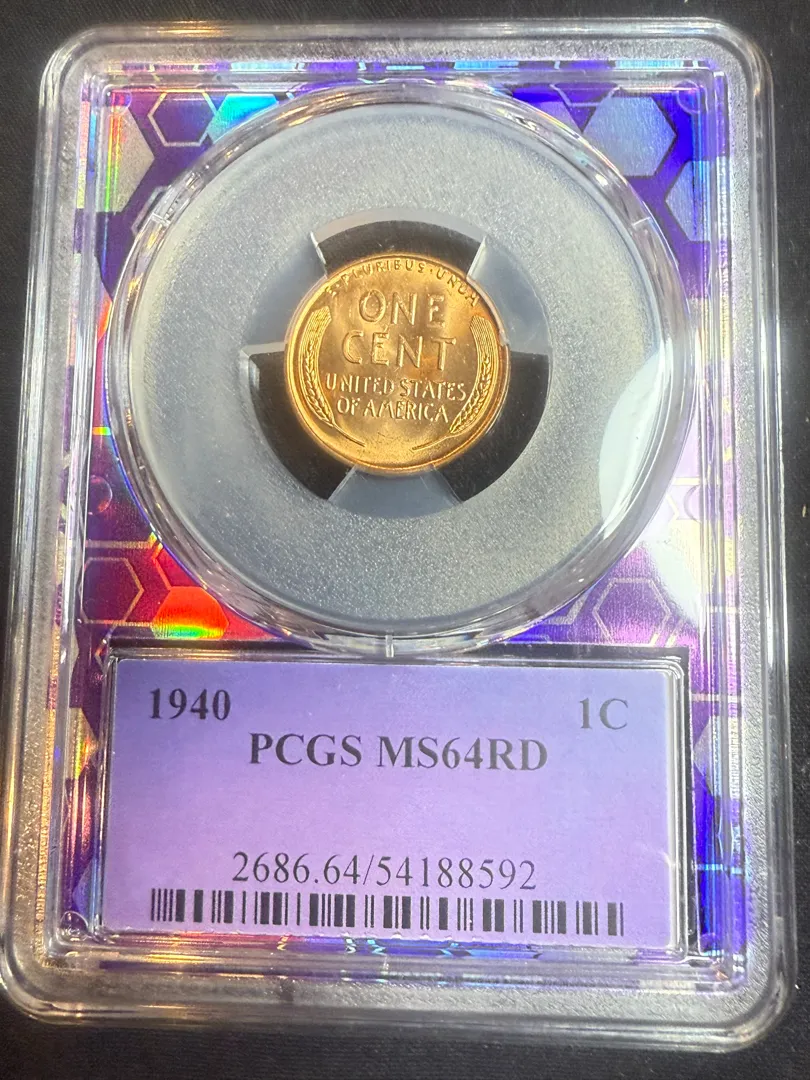 E·PLURIBUS·UNUM
ONE
CENT
UNITED STATES
OF AMERICA
1940 1C
PCGS MS64RD
2686.64/54188592